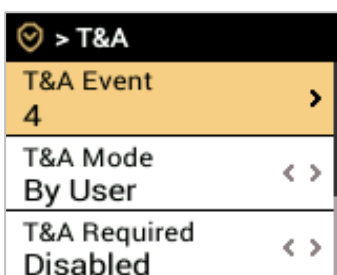 > T&A
T&A Event
4
T&A Mode
By User
T&A Required
Disabled